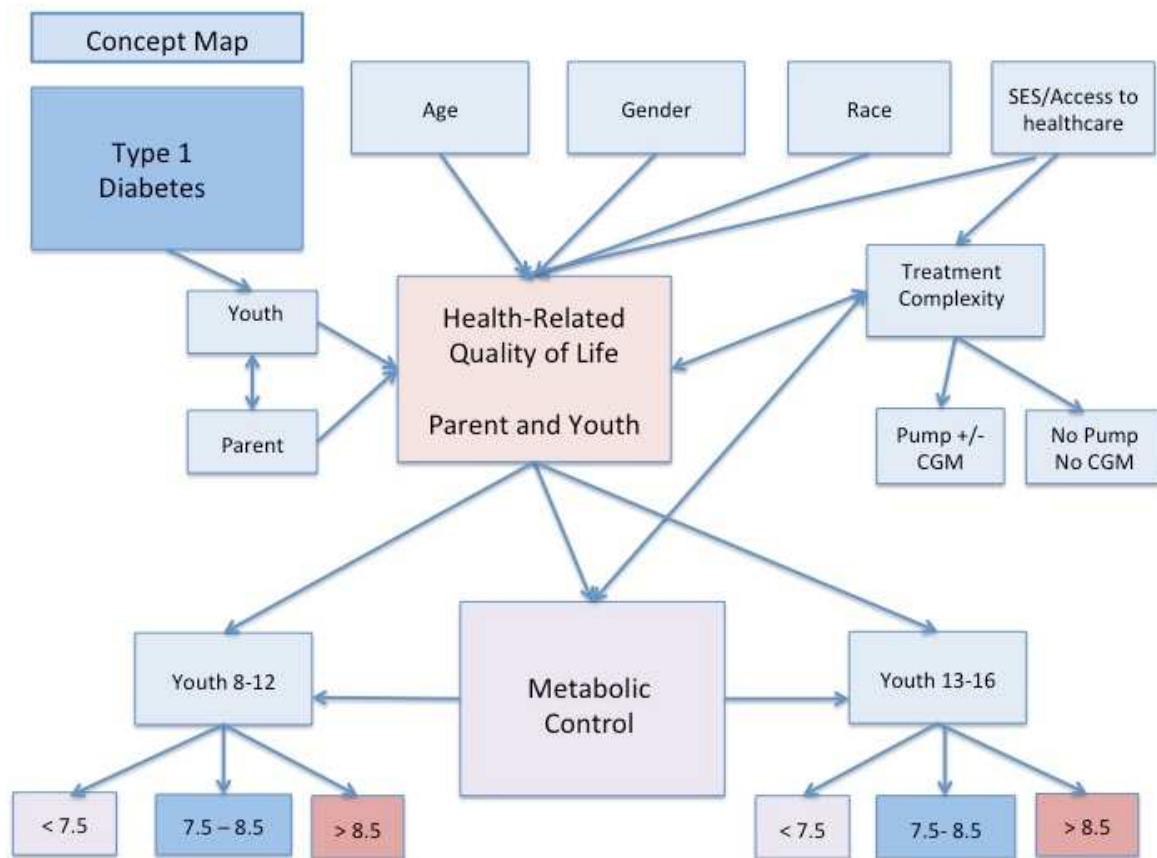 Concept Map
Type 1
Diabetes
Age
Gender
Race
SES/Access to
healthcare
Youth
Parent
Health-Related
Quality of Life
Parent and Youth
Treatment
Complexity
Pump +/-
CGM
No Pump
No CGM
Youth 8-12
Metabolic
Control
Youth 13-16
< 7.5
7.5 – 8.5
> 8.5
< 7.5
7.5- 8.5
> 8.5